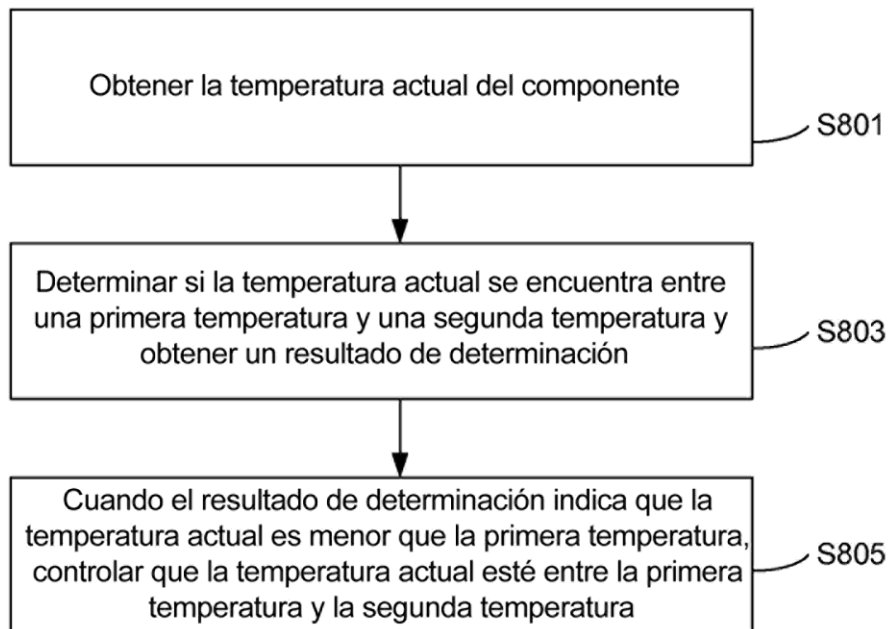 Obtener la temperatura actual del componente
S801
Determinar si la temperatura actual se encuentra entre
una primera temperatura y una segunda temperatura y
obtener un resultado de determinación
S803
Cuando el resultado de determinación indica que la
temperatura actual es menor que la primera temperatura,
controlar que la temperatura actual esté entre la primera
temperatura y la segunda temperatura
S805